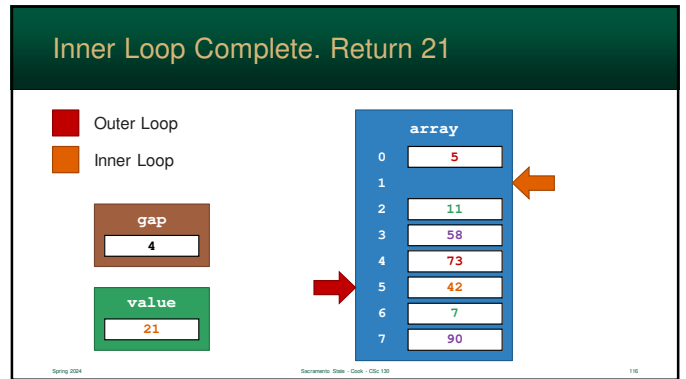 Inner Loop Complete. Return 21
Outer Loop
Inner Loop
gap
4
value
21
array
0 5
1
2 11
3 58
4 73
5 42
6 7
7 90
Spring 2024
Sacramento State - Cook - CSc 130
116